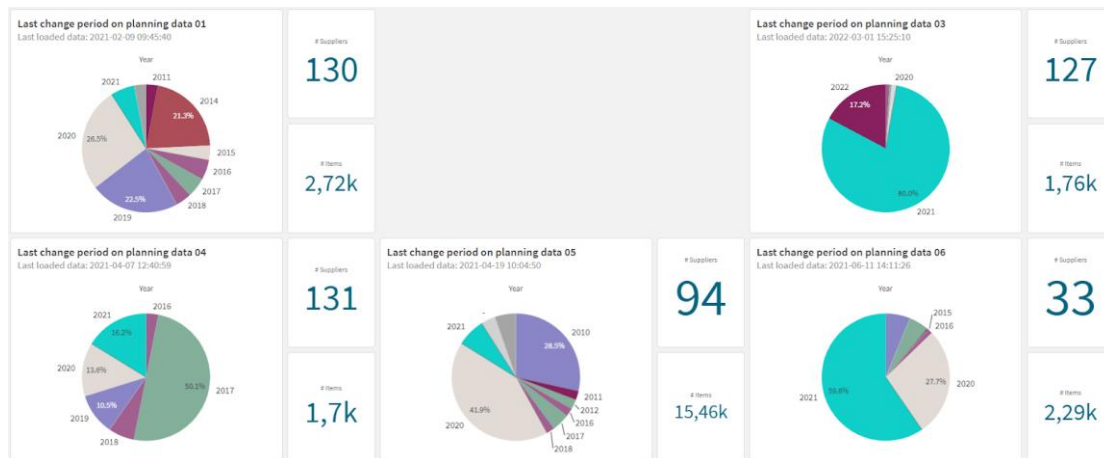 Last change period on planning data 01
Last loaded data: 2021-02-09 09:45:40
Year
2011
2014
21.3%
2015
2016
2017
2018
2019
22.5%
2020
26.5%
2021
# Suppliers
130
# Items
2,72k
Last change period on planning data 03
Last loaded data: 2022-03-01 15:25:10
2020
2022
17.2%
80.0%
2021
# Suppliers
127
# Items
1,76k
Last change period on planning data 04
Last loaded data: 2021-04-07 12:40:59
Year
2016
2021
16.2%
2020
13.6%
50.1%
2017
10.5%
2019
2018
# Suppliers
131
# Items
1,7k
Last change period on planning data 05
Last loaded data: 2021-04-19 10:04:50
Year
-
2021
2010
28.5%
2011
2012
2016
2017
2018
41.9%
2020
# Suppliers
94
# Items
15,46k
Last change period on planning data 06
Last loaded data: 2021-06-11 14:11:26
Year
2015
2016
27.7%
2020
2021
59.6%
# Suppliers
33
# Items
2,29k